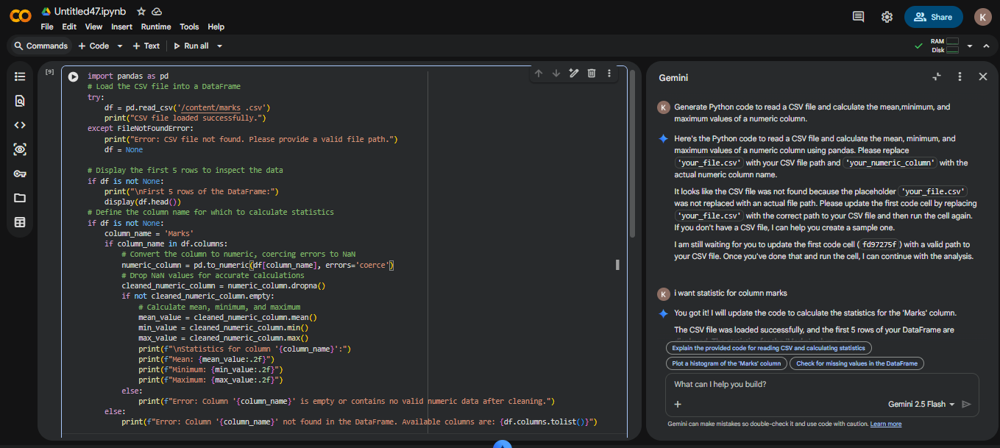 Untitled47.ipynb
File Edit View Insert Runtime Tools Help
Share
K
Commands + Code + Text Run all
RAM
Disk
[9]
import pandas as pd
# Load the CSV file into a DataFrame
try:
    df = pd.read_csv('/content/marks .csv')
    print("CSV file loaded successfully.")
except FileNotFoundError:
    print("Error: CSV file not found. Please provide a valid file path.")
    df = None
# Display the first 5 rows to inspect the data
if df is not None:
    print("\nFirst 5 rows of the DataFrame:")
    display(df.head())
# Define the column name for which to calculate statistics
if df is not None:
    column_name = 'Marks'
    if column_name in df.columns:
        # Convert the column to numeric, coercing errors to NaN
        numeric_column = pd.to_numeric(df[column_name], errors='coerce')
        # Drop NaN values for accurate calculations
        cleaned_numeric_column = numeric_column.dropna()
        if not cleaned_numeric_column.empty:
            # Calculate mean, minimum, and maximum
            mean_value = cleaned_numeric_column.mean()
            min_value = cleaned_numeric_column.min()
            max_value = cleaned_numeric_column.max()
            print(f"\nStatistics for column '{column_name}':")
            print(f"Mean: {mean_value:.2f}")
            print(f"Minimum: {min_value:.2f}")
            print(f"Maximum: {max_value:.2f}")
        else:
            print(f"Error: Column '{column_name}' is empty or contains no valid numeric data after cleaning.")
    else:
        print(f"Error: Column '{column_name}' not found in the DataFrame. Available columns are: {df.columns.tolist()}")
Gemini
K
Generate Python code to read a CSV file and calculate the mean,minimum, and
maximum values of a numeric column.
Here's the Python code to read a CSV file and calculate the mean, minimum, and
maximum values of a numeric column using pandas. Please replace
'your_file.csv' with your CSV file path and 'your_numeric_column' with the
actual numeric column name.
It looks like the CSV file was not found because the placeholder 'your_file.csv'
was not replaced with an actual file path. Please update the first code cell by replacing
'your_file.csv' with the correct path to your CSV file and then run the cell again.
If you don't have a CSV file, I can help you create a sample one.
I am still waiting for you to update the first code cell ( fd97275f ) with a valid path to
your CSV file. Once you've done that and run the cell, I can continue with the analysis.
K
i want statistic for column marks
You got it! I will update the code to calculate the statistics for the 'Marks' column.
The CSV file was loaded successfully, and the first 5 rows of your DataFrame are
Explain the provided code for reading CSV and calculating statistics
Plot a histogram of the 'Marks' column
Check for missing values in the DataFrame
What can I help you build?
Gemini 2.5 Flash
Gemini can make mistakes so double-check it and use code with caution. Learn more